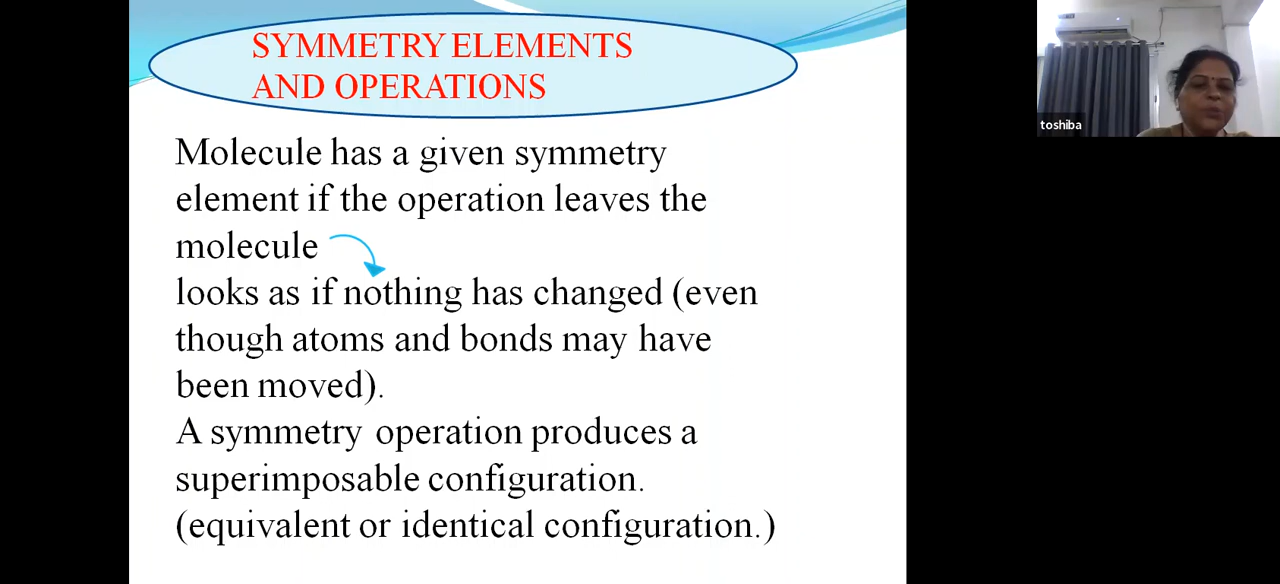 SYMMETRY ELEMENTS
AND OPERATIONS
Molecule has a given symmetry
element if the operation leaves the
molecule
looks as if nothing has changed (even
though atoms and bonds may have
been moved).
A symmetry operation produces a
superimposable configuration.
(equivalent or identical configuration.)
toshiba